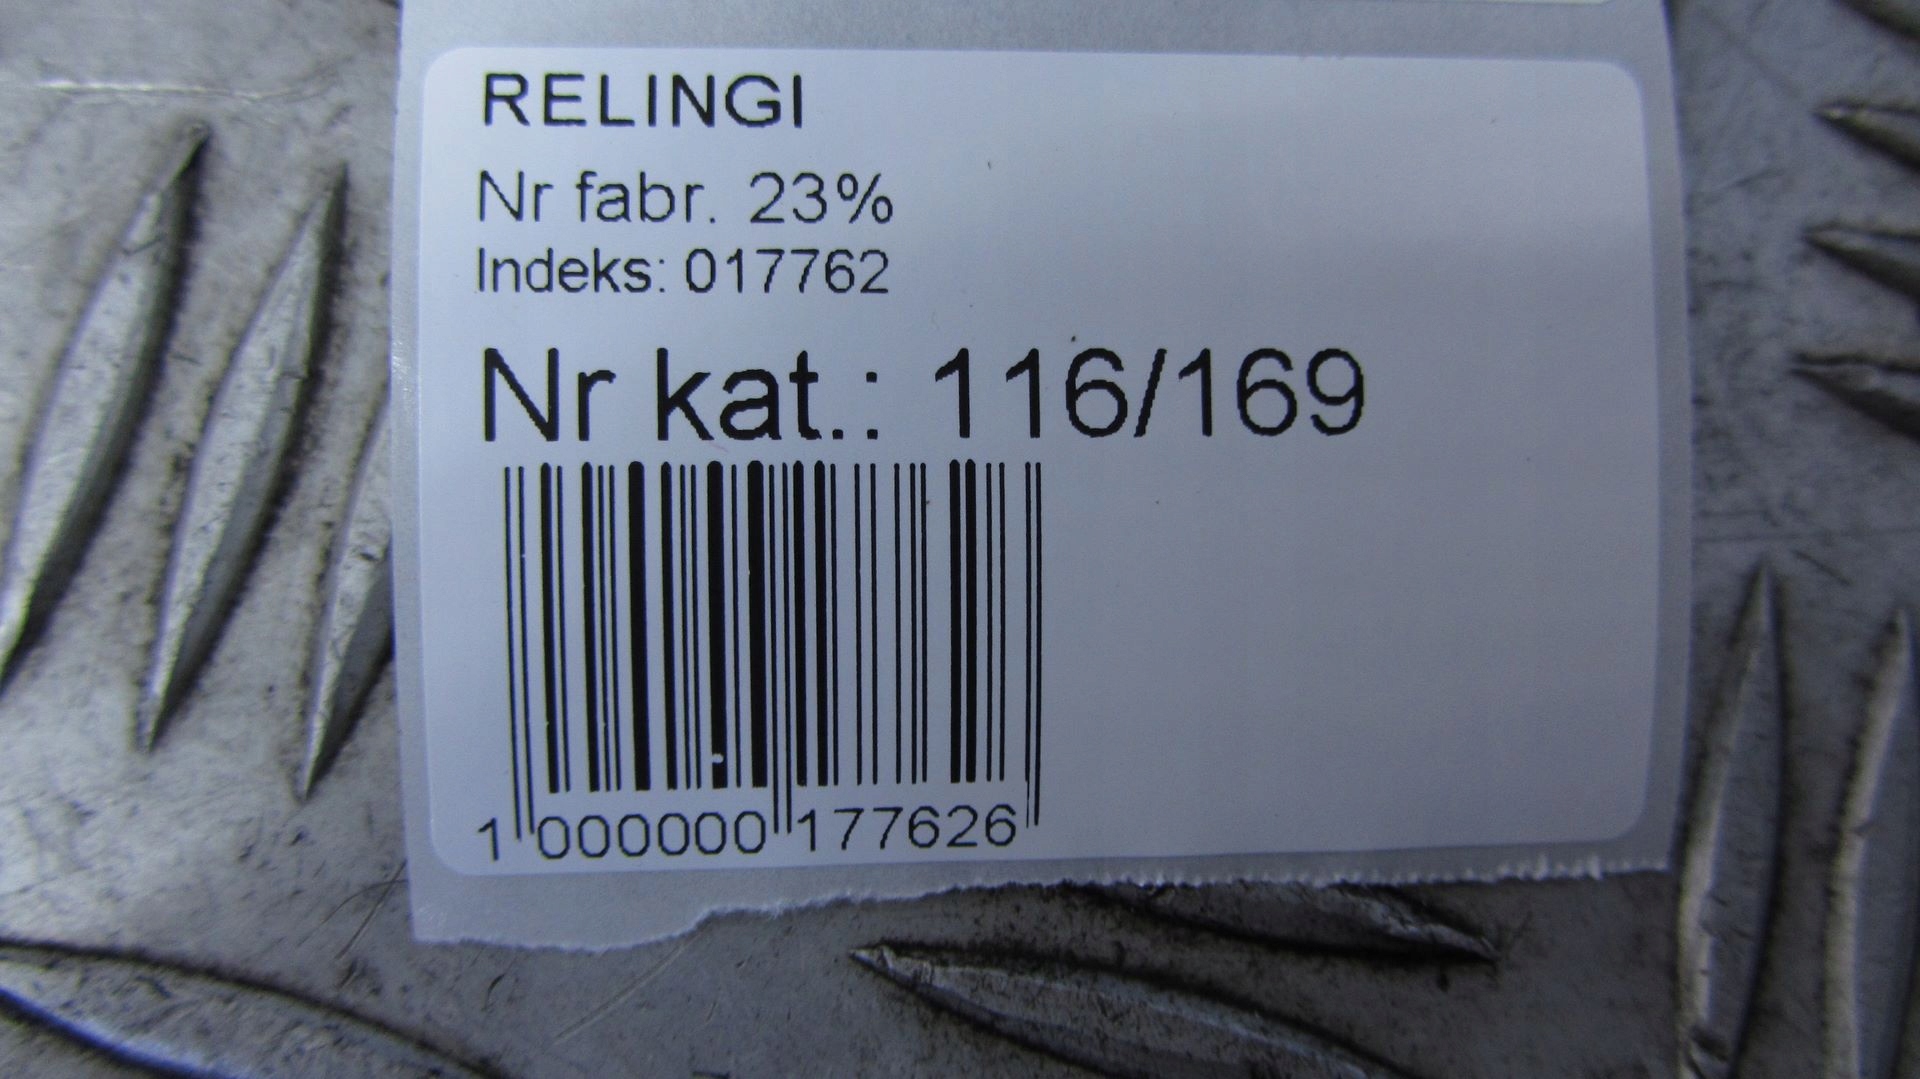 RELINGI
Nr fabr. 23%
Indeks: 017762
Nr kat.: 116/169
1 000000 177626